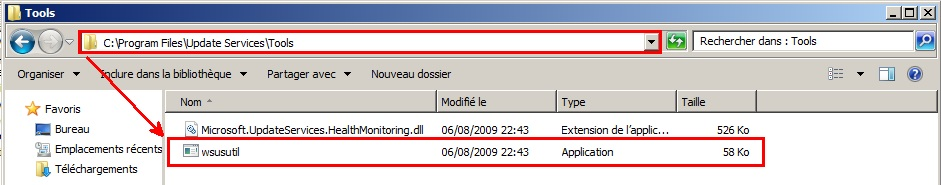 Tools
C:\Program Files\Update Services\Tools
Rechercher dans : Tools
Organiser
Inclure dans la bibliothèque
Partager avec
Nouveau dossier
Favoris
Bureau
Emplacements récents
Téléchargements
Nom Modifié le Type Taille
Microsoft.UpdateServices.HealthMonitoring.dll 06/08/2009 22:43 Extension de l'applic... 526 Ko
wsusutil 06/08/2009 22:43 Application 58 Ko